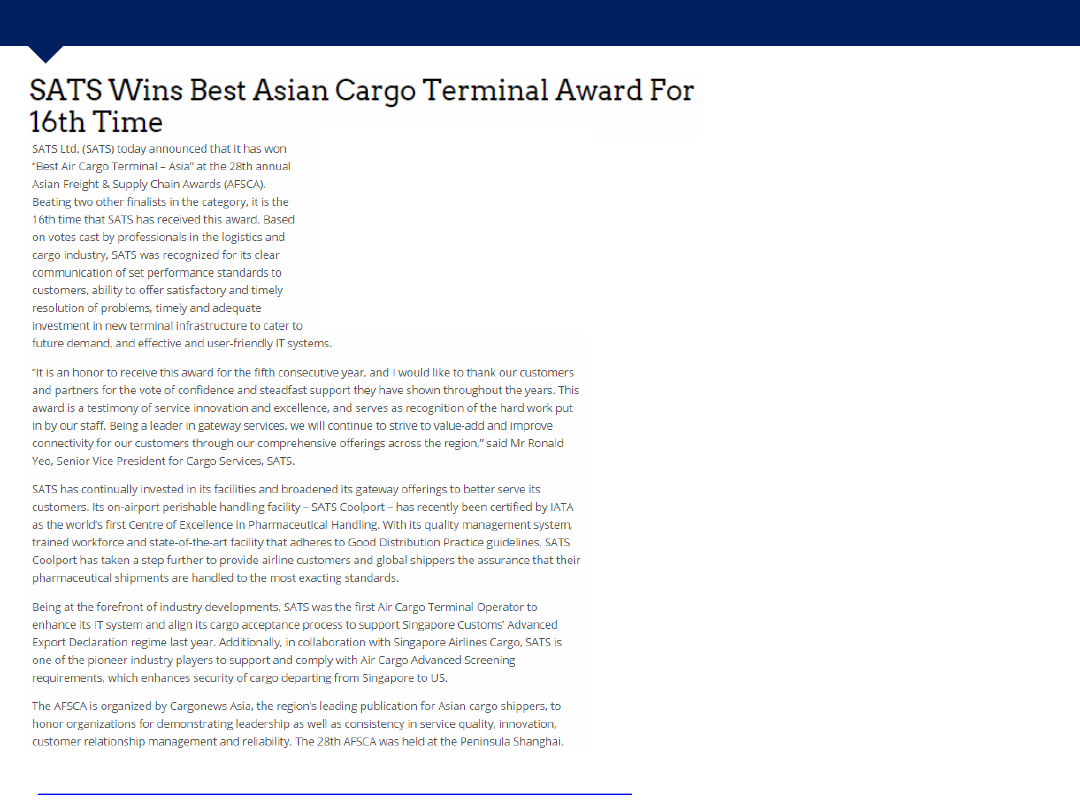 SATS Wins Best Asian Cargo Terminal Award For
16th Time
SATS Ltd. (SATS) today announced that it has won
“Best Air Cargo Terminal – Asia” at the 28th annual
Asian Freight & Supply Chain Awards (AFSCA).
Beating two other finalists in the category, it is the
16th time that SATS has received this award. Based
on votes cast by professionals in the logistics and
cargo industry, SATS was recognized for its clear
communication of set performance standards to
customers, ability to offer satisfactory and timely
resolution of problems, timely and adequate
investment in new terminal infrastructure to cater to
future demand, and effective and user-friendly IT systems.
“It is an honor to receive this award for the fifth consecutive year, and I would like to thank our customers
and partners for the vote of confidence and steadfast support they have shown throughout the years. This
award is a testimony of service innovation and excellence, and serves as recognition of the hard work put
in by our staff. Being a leader in gateway services, we will continue to strive to value-add and improve
connectivity for our customers through our comprehensive offerings across the region,” said Mr Ronald
Yeo, Senior Vice President for Cargo Services, SATS.
SATS has continually invested in its facilities and broadened its gateway offerings to better serve its
customers. Its on-airport perishable handling facility – SATS Coolport – has recently been certified by IATA
as the world’s first Centre of Excellence in Pharmaceutical Handling. With its quality management system,
trained workforce and state-of-the-art facility that adheres to Good Distribution Practice guidelines, SATS
Coolport has taken a step further to provide airline customers and global shippers the assurance that their
pharmaceutical shipments are handled to the most exacting standards.
Being at the forefront of industry developments, SATS was the first Air Cargo Terminal Operator to
enhance its IT system and align its cargo acceptance process to support Singapore Customs’ Advanced
Export Declaration regime last year. Additionally, in collaboration with Singapore Airlines Cargo, SATS is
one of the pioneer industry players to support and comply with Air Cargo Advanced Screening
requirements, which enhances security of cargo departing from Singapore to US.
The AFSCA is organized by Cargonews Asia, the region’s leading publication for Asian cargo shippers, to
honor organizations for demonstrating leadership as well as consistency in service quality, innovation,
customer relationship management and reliability. The 28th AFSCA was held at the Peninsula Shanghai.